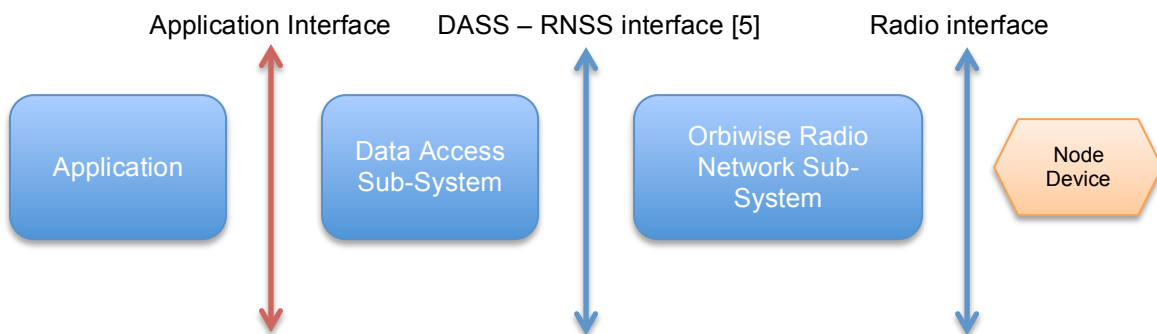 Application Interface
DASS – RNSS interface [5]
Radio interface
Application
Data Access
Sub-System
Orbiwise Radio
Network Sub-
System
Node
Device